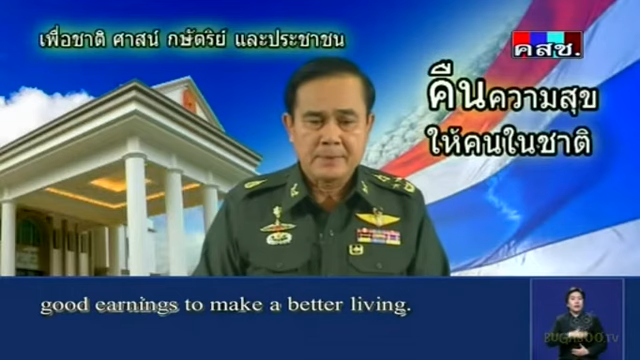 เพื่อชาติ ศาสน์ กษัตริย์ และประชาชน
คสช.
คืนความสุข
ให้คนในชาติ
good earnings to make a better living.
BUGABOO.TV